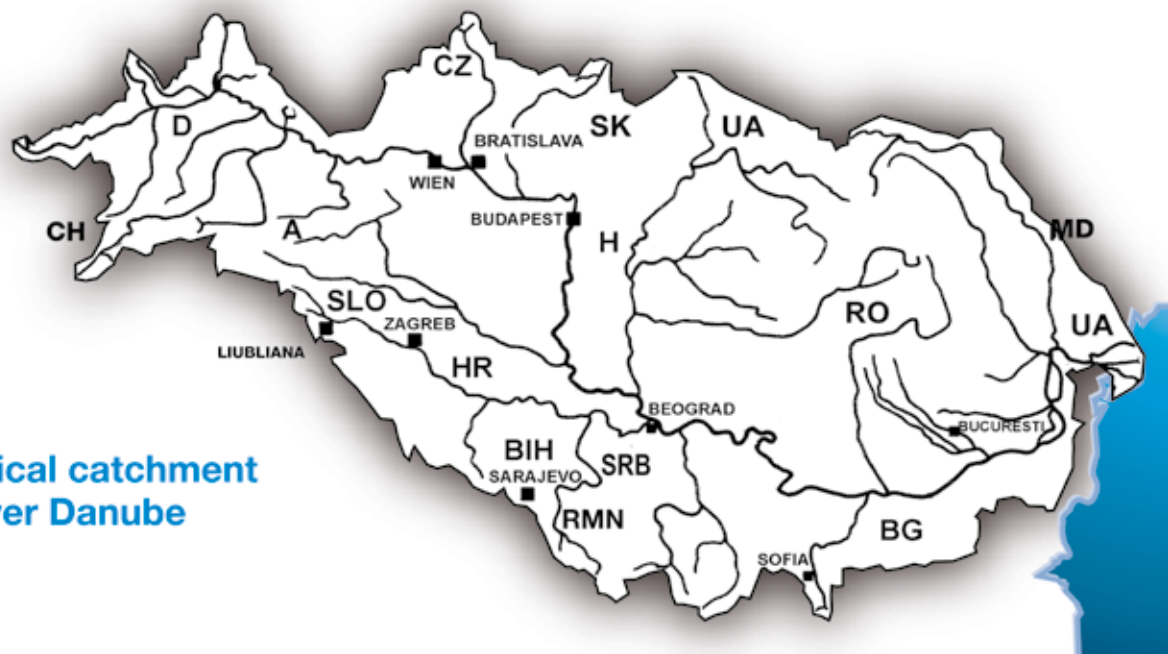 CZ
D
SK
UA
BRATISLAVA
WIEN
BUDAPEST
CH
A
H
MD
SLO
ZAGREB
RO
UA
LIUBLIANA
HR
BEOGRAD
BUCURESTI
BIH
SRB
SARAJEVO
RMN
BG
SOFIA
ical catchment
er Danube